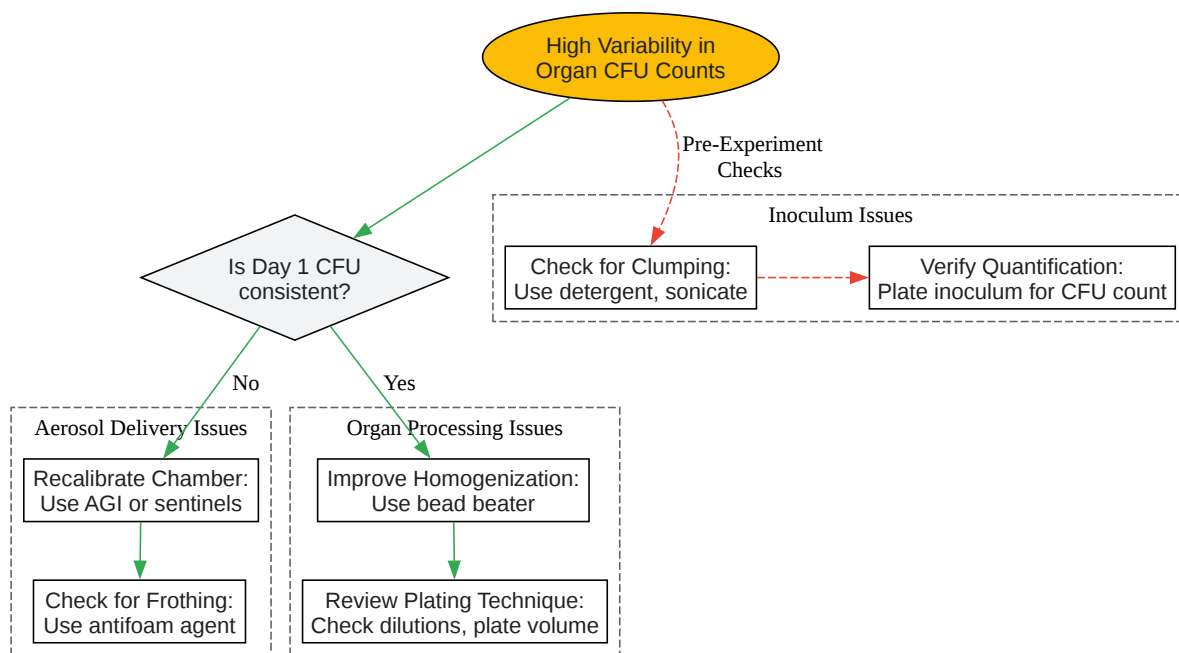 High Variability in
Organ CFU Counts
Pre-Experiment
Checks
Inoculum Issues
Check for Clumping:
Use detergent, sonicate
Verify Quantification:
Plate inoculum for CFU count
Is Day 1 CFU
consistent?
No
Yes
Aerosol Delivery Issues
Recalibrate Chamber:
Use AGI or sentinels
Check for Frothing:
Use antifoam agent
Organ Processing Issues
Improve Homogenization:
Use bead beater
Review Plating Technique:
Check dilutions, plate volume